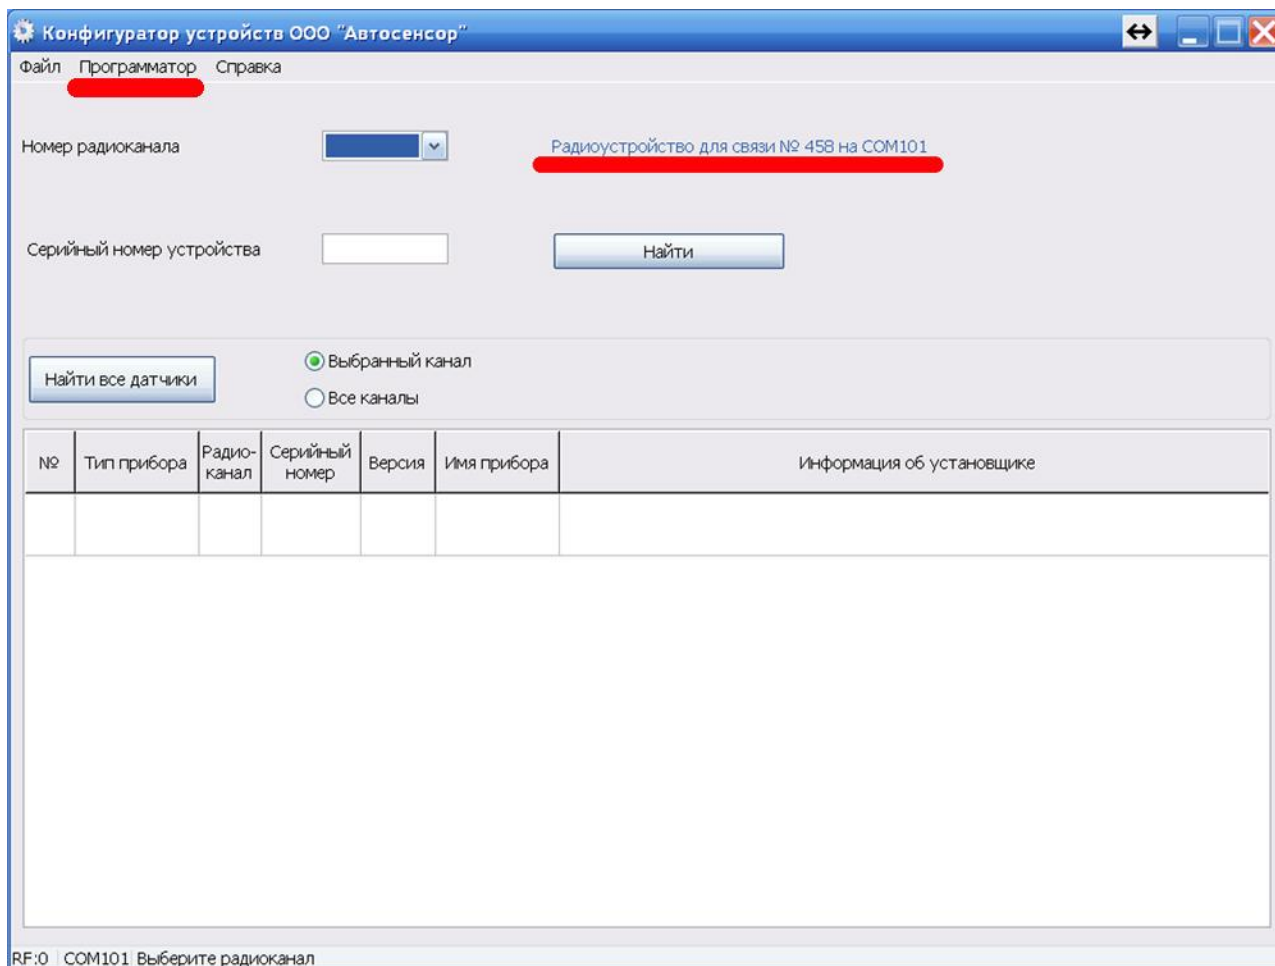 Конфигуратор устройств ООО "Автосенсор"
Файл Программатор Справка
Номер радиоканала
Радиоустройство для связи № 458 на COM101
Серийный номер устройства
Найти
Найти все датчики
Выбранный канал
Все каналы
№ Тип прибора Радио-канал Серийный номер Версия Имя прибора Информация об установщике
RF:0 COM101 Выберите радиоканал